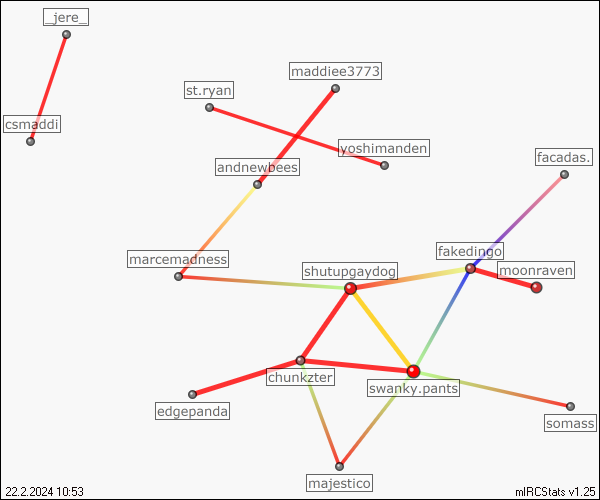 _jere_
maddiee3773
st.ryan
csmaddi
yoshimanden
facadas.
andnewbees
fakedingo
marcemadness
shutupgaydog
moonraven
chunkzter
swanky.pants
edgepanda
somass
majestico
22.2.2024 10:53
mIRCStats v1.25